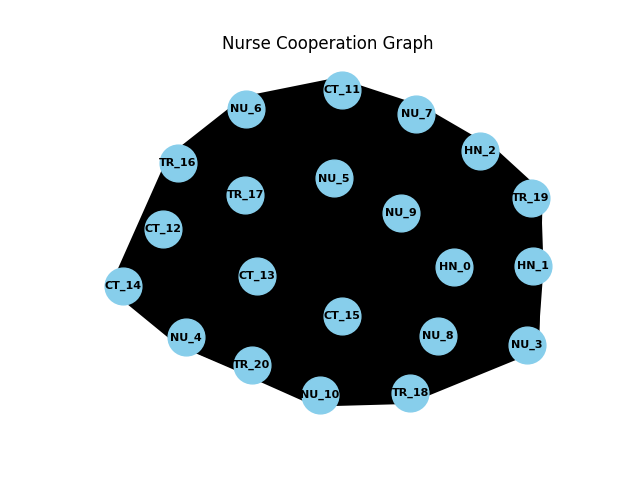 Nurse Cooperation Graph
CT_11
NU_6
NU_7
HN_2
TR_16
NU_5
TR_17
TR_19
NU_9
CT_12
HN_1
HN_0
CT_13
CT_14
CT_15
NU_8
NU_4
NU_3
TR_20
TR_18
NU_10